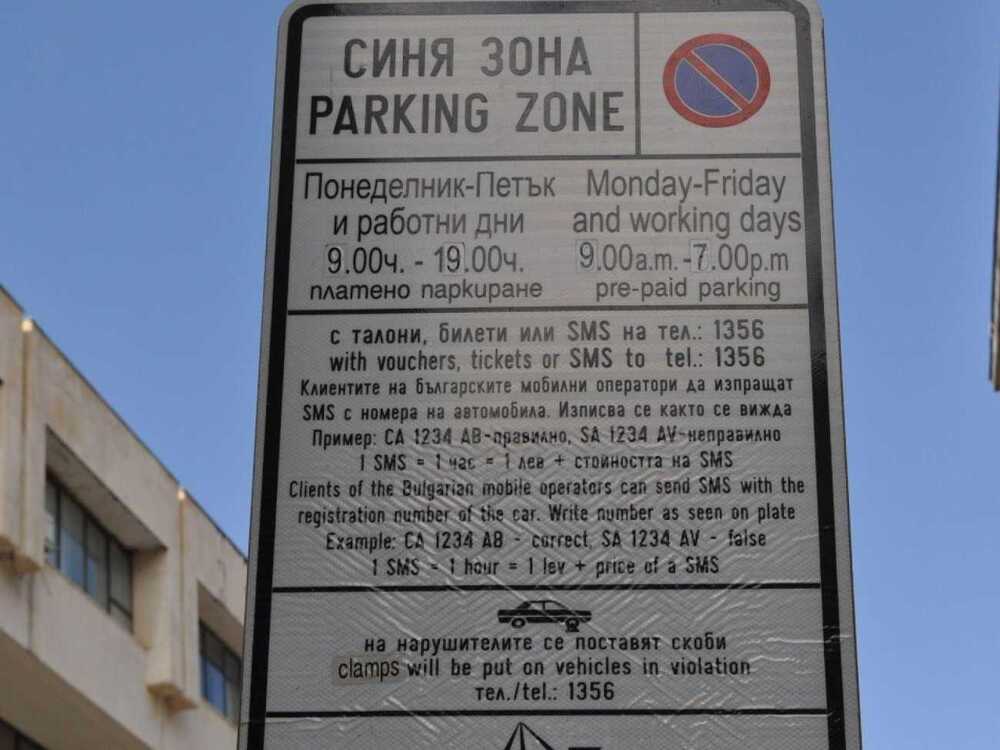 СИНЯ ЗОНА
PARKING ZONE
Понеделник-Петък
и работни дни
9.00ч. - 19.00ч.
платено паркиране
Monday-Friday
and working days
9.00a.m. -7.00p.m
pre-paid parking
с талони, билети или SMS на тел.: 1356
with vouchers, tickets or SMS to tel.: 1356
Клиентите на българските мобилни оператори да изпращат
SMS с номера на автомобила. Изписва се както се вижда
Пример: СА 1234 АВ-правилно, SA 1234 AV-неправилно
1 SMS = 1 час = 1 лев + стойността на SMS
Clients of the Bulgarian mobile operators can send SMS with the
registration number of the car. Write number as seen on plate
Example: CA 1234 AB - correct, SA 1234 AV - false
1 SMS = 1 hour = 1 lev + price of a SMS
на нарушителите се поставят скоби
clamps will be put on vehicles in violation
тел./tel.: 1356